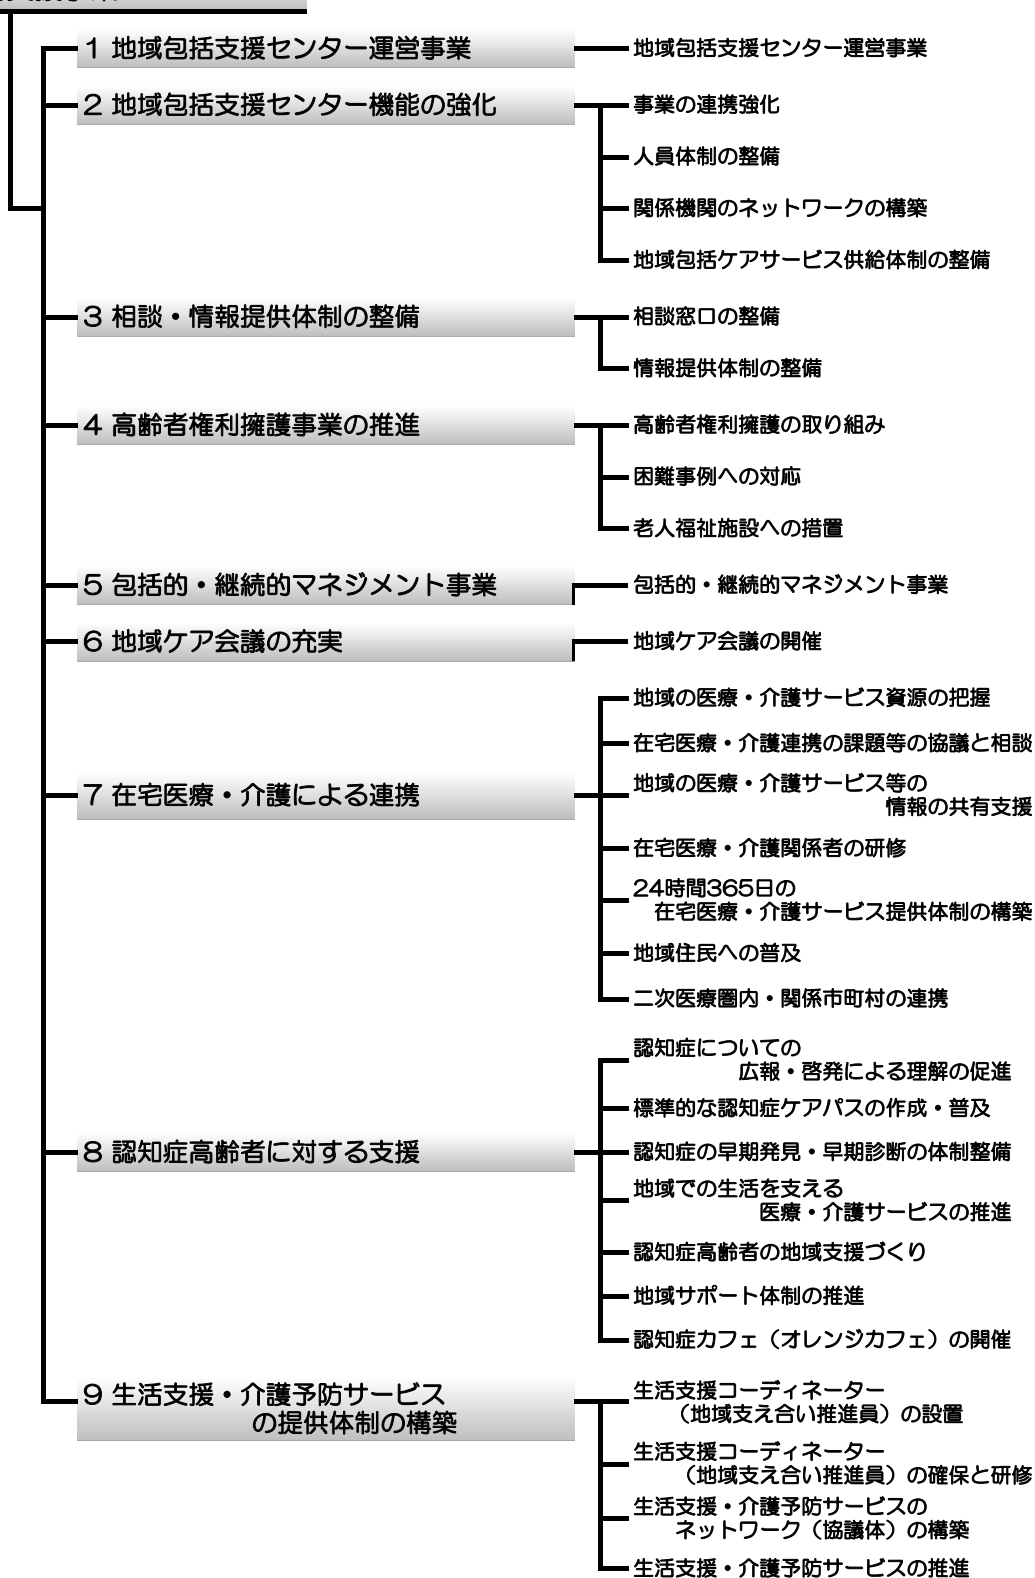 1 地域包括支援センター運営事業
地域包括支援センター運営事業
2 地域包括支援センター機能の強化
事業の連携強化
人員体制の整備
関係機関のネットワークの構築
地域包括ケアサービス供給体制の整備
3 相談・情報提供体制の整備
相談窓口の整備
情報提供体制の整備
4 高齢者権利擁護事業の推進
高齢者権利擁護の取り組み
困難事例への対応
老人福祉施設への措置
5 包括的・継続的マネジメント事業
包括的・継続的マネジメント事業
6 地域ケア会議の充実
地域ケア会議の開催
7 在宅医療・介護による連携
地域の医療・介護サービス資源の把握
在宅医療・介護連携の課題等の協議と相談
地域の医療・介護サービス等の
情報の共有支援
在宅医療・介護関係者の研修
24時間365日の
在宅医療・介護サービス提供体制の構築
地域住民への普及
二次医療圏内・関係市町村の連携
8 認知症高齢者に対する支援
認知症についての
広報・啓発による理解の促進
標準的な認知症ケアパスの作成・普及
認知症の早期発見・早期診断の体制整備
地域での生活を支える
医療・介護サービスの推進
認知症高齢者の地域支援づくり
地域サポート体制の推進
認知症カフェ（オレンジカフェ）の開催
9 生活支援・介護予防サービス
の提供体制の構築
生活支援コーディネーター
（地域支え合い推進員）の設置
生活支援コーディネーター
（地域支え合い推進員）の確保と研修
生活支援・介護予防サービスの
ネットワーク（協議体）の構築
生活支援・介護予防サービスの推進